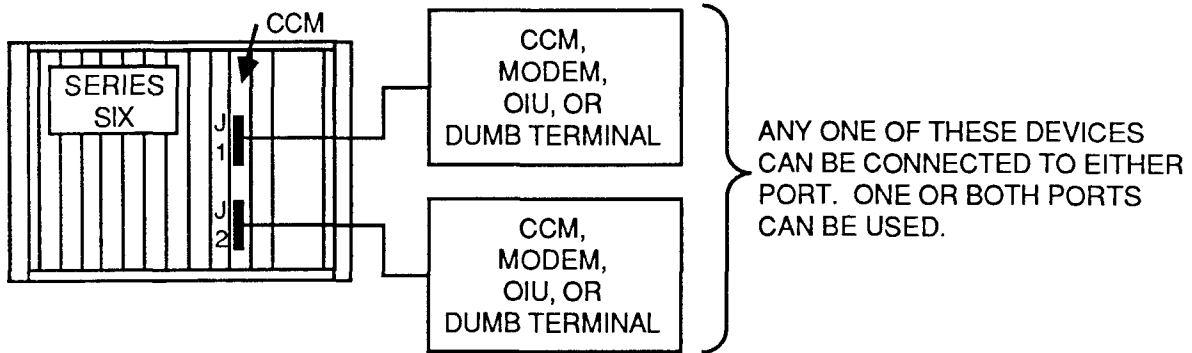 CCM
SERIES
SIX
J
1
J
2
CCM,
MODEM,
OIU, OR
DUMB TERMINAL
CCM,
MODEM,
OIU, OR
DUMB TERMINAL
ANY ONE OF THESE DEVICES
CAN BE CONNECTED TO EITHER
PORT. ONE OR BOTH PORTS
CAN BE USED.